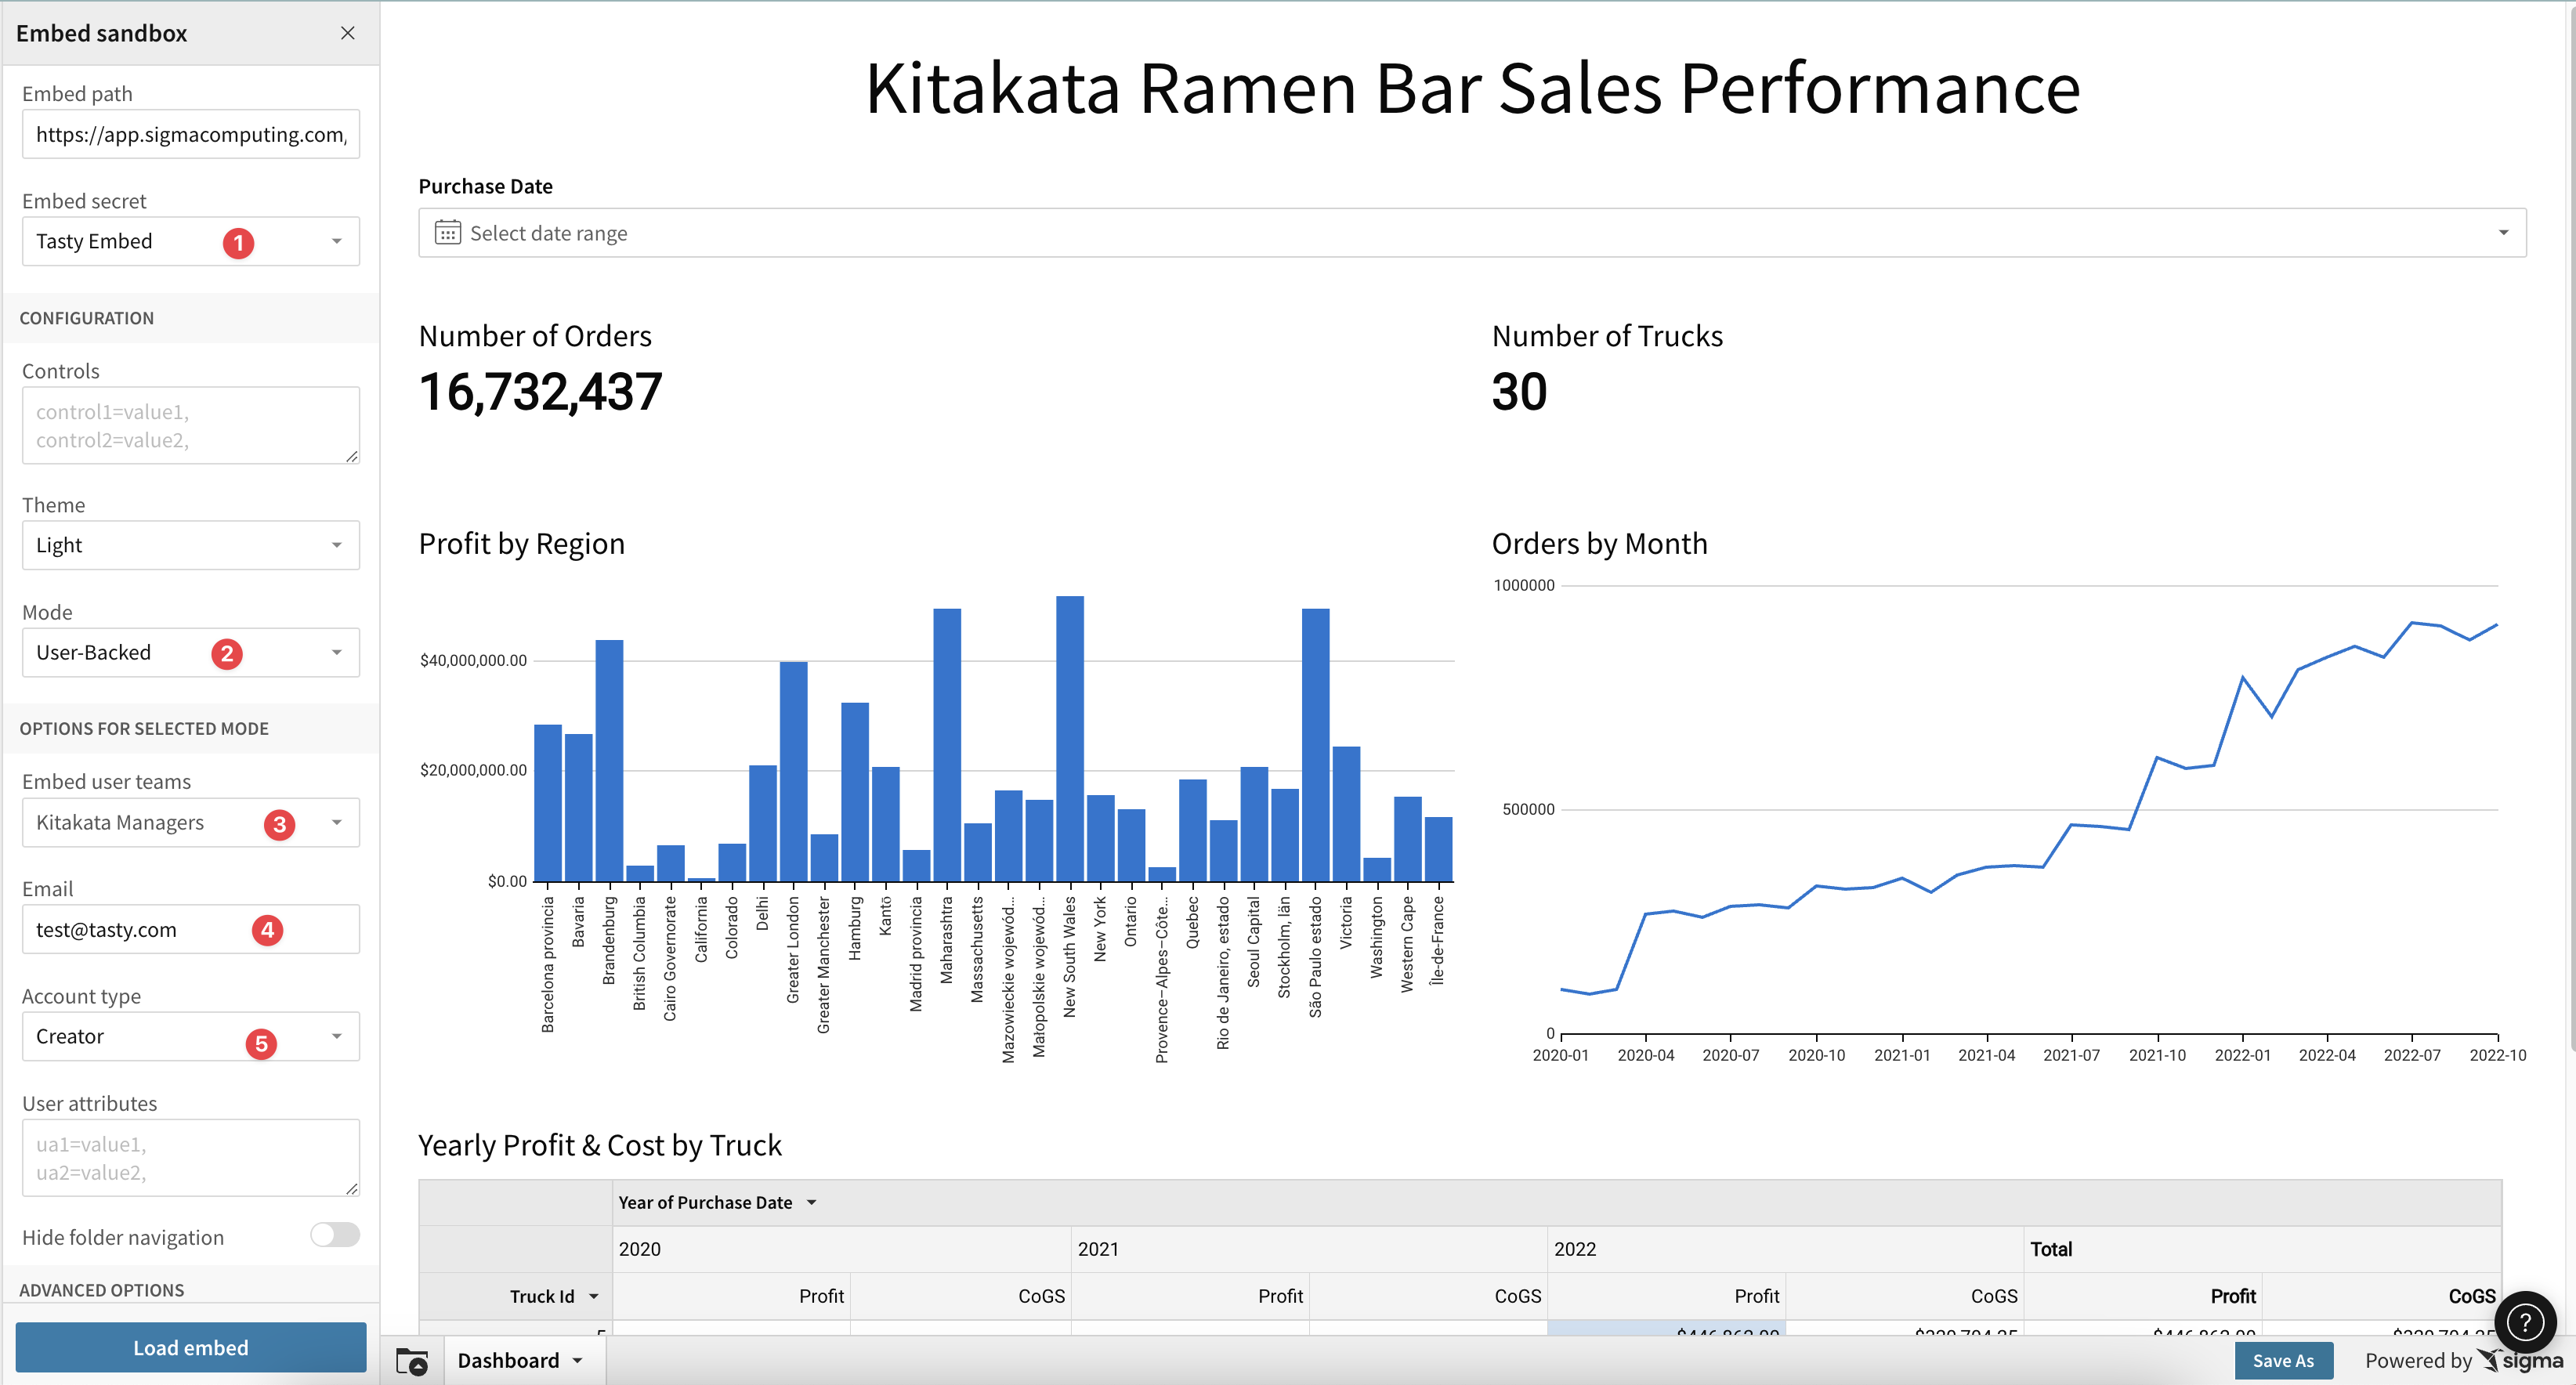 Embed sandbox
Embed path
https://app.sigmacomputing.com,
Embed secret
Tasty Embed
1
CONFIGURATION
Controls
control1=value1,
control2=value2,
Theme
Light
Mode
User-Backed
2
OPTIONS FOR SELECTED MODE
Embed user teams
Kitakata Managers
3
Email
test@tasty.com
4
Account type
Creator
5
User attributes
ua1=value1,
ua2=value2,
Hide folder navigation
ADVANCED OPTIONS
Load embed
Kitakata Ramen Bar Sales Performance
Purchase Date
Select date range
Number of Orders
16,732,437
Number of Trucks
30
Profit by Region
$40,000,000.00
$20,000,000.00
$0.00
Barcelona provincia
Bavaria
Brandenburg
British Columbia
Cairo Governorate
California
Colorado
Delhi
Greater London
Greater Manchester
Hamburg
Kantō
Madrid provincia
Maharashtra
Massachusetts
Mazowieckie wojewód...
Małopolskie wojewód...
New South Wales
New York
Ontario
Provence–Alpes–Côte...
Quebec
Rio de Janeiro, estado
Seoul Capital
Stockholm, län
São Paulo estado
Victoria
Washington
Western Cape
Île-de-France
Orders by Month
1000000
500000
0
2020-01 2020-04 2020-07 2020-10 2021-01 2021-04 2021-07 2021-10 2022-01 2022-04 2022-07 2022-10
Yearly Profit & Cost by Truck
Year of Purchase Date
2020 2021 2022 Total
Truck Id Profit CoGS Profit CoGS Profit CoGS Profit CoGS
Dashboard
Save As
Powered by sigma
?